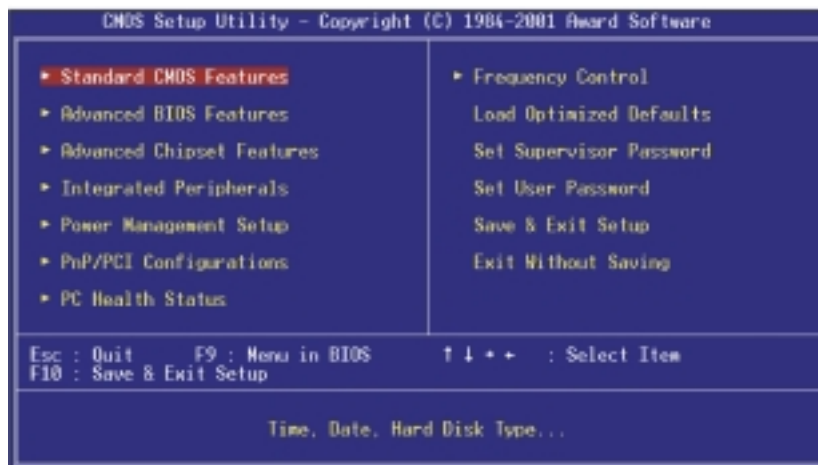 CMOS Setup Utility - Copyright (C) 1984-2001 Award Software
▸ Standard CMOS Features
▸ Advanced BIOS Features
▸ Advanced Chipset Features
▸ Integrated Peripherals
▸ Power Management Setup
▸ PnP/PCI Configurations
▸ PC Health Status
▸ Frequency Control
Load Optimized Defaults
Set Supervisor Password
Set User Password
Save & Exit Setup
Exit Without Saving
Esc : Quit F9 : Menu in BIOS ↑ ↓ → ← : Select Item
F10 : Save & Exit Setup
Time, Date, Hard Disk Type...